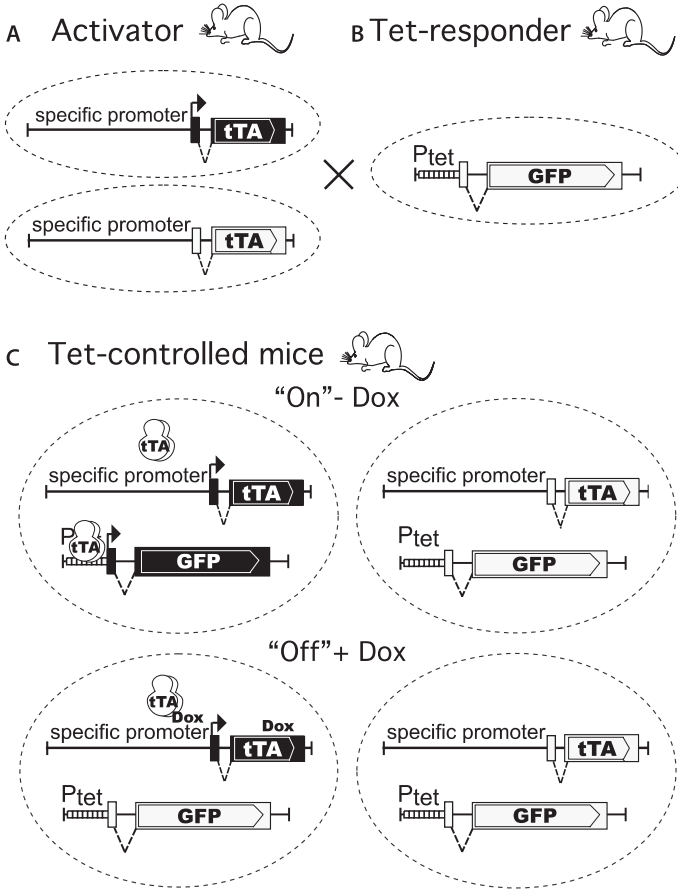 A Activator
B Tet-responder
specific promoter
tTA
specific promoter
tTA
Ptet
GFP
C Tet-controlled mice
“On”- Dox
tTA
specific promoter
tTA
P
tTA
GFP
specific promoter
tTA
Ptet
GFP
“Off”+ Dox
tTA
Dox
specific promoter
Dox
tTA
Ptet
GFP
specific promoter
tTA
Ptet
GFP